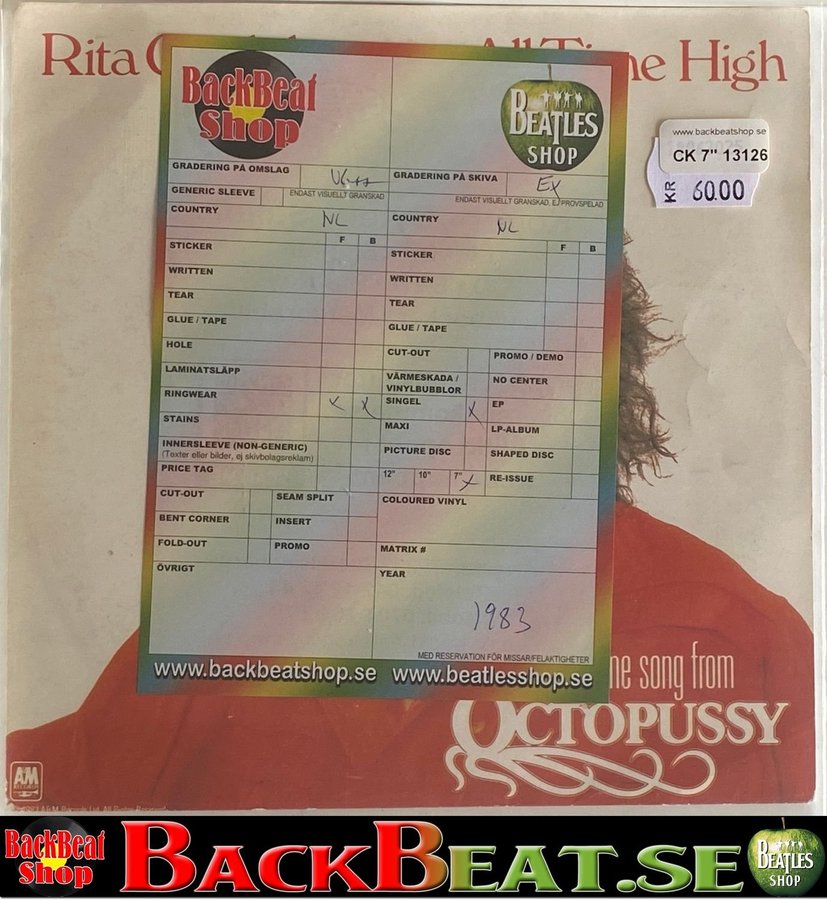 Rita
All Time High
BackBeat
Shop
BEATLES
SHOP
www.backbeatshop.se
CK 7" 13126
KR 60.00
GRADERING PÅ OMSLAG VG++
ENDAST VISUELLT GRANSKAD
GENERIC SLEEVE
COUNTRY NL
F B
STICKER
WRITTEN
TEAR
GLUE / TAPE
HOLE
LAMINATSLÄPP
RINGWEAR X X
STAINS
INNERSLEEVE (NON-GENERIC)
(Texter eller bilder, ej skivbolagsreklam)
PRICE TAG
CUT-OUT SEAM SPLIT
BENT CORNER INSERT
FOLD-OUT PROMO
ÖVRIGT
GRADERING PÅ SKIVA EX
ENDAST VISUELLT GRANSKAD, EJ PROVSPELAD
COUNTRY NL
F B
STICKER
WRITTEN
TEAR
GLUE / TAPE
CUT-OUT PROMO / DEMO
VÄRMESKADA / NO CENTER
VINYLBUBBLOR
SINGEL X EP
MAXI LP-ALBUM
PICTURE DISC SHAPED DISC
12" 10" 7" X RE-ISSUE
COLOURED VINYL
MATRIX #
YEAR
1983
MED RESERVATION FÖR MISSAR/FELAKTIGHETER
www.backbeatshop.se www.beatlesshop.se
song from
OCTOPUSSY
A&M
RECORDS
BackBeat
Shop
BACKBEAT.SE
BEATLES
SHOP